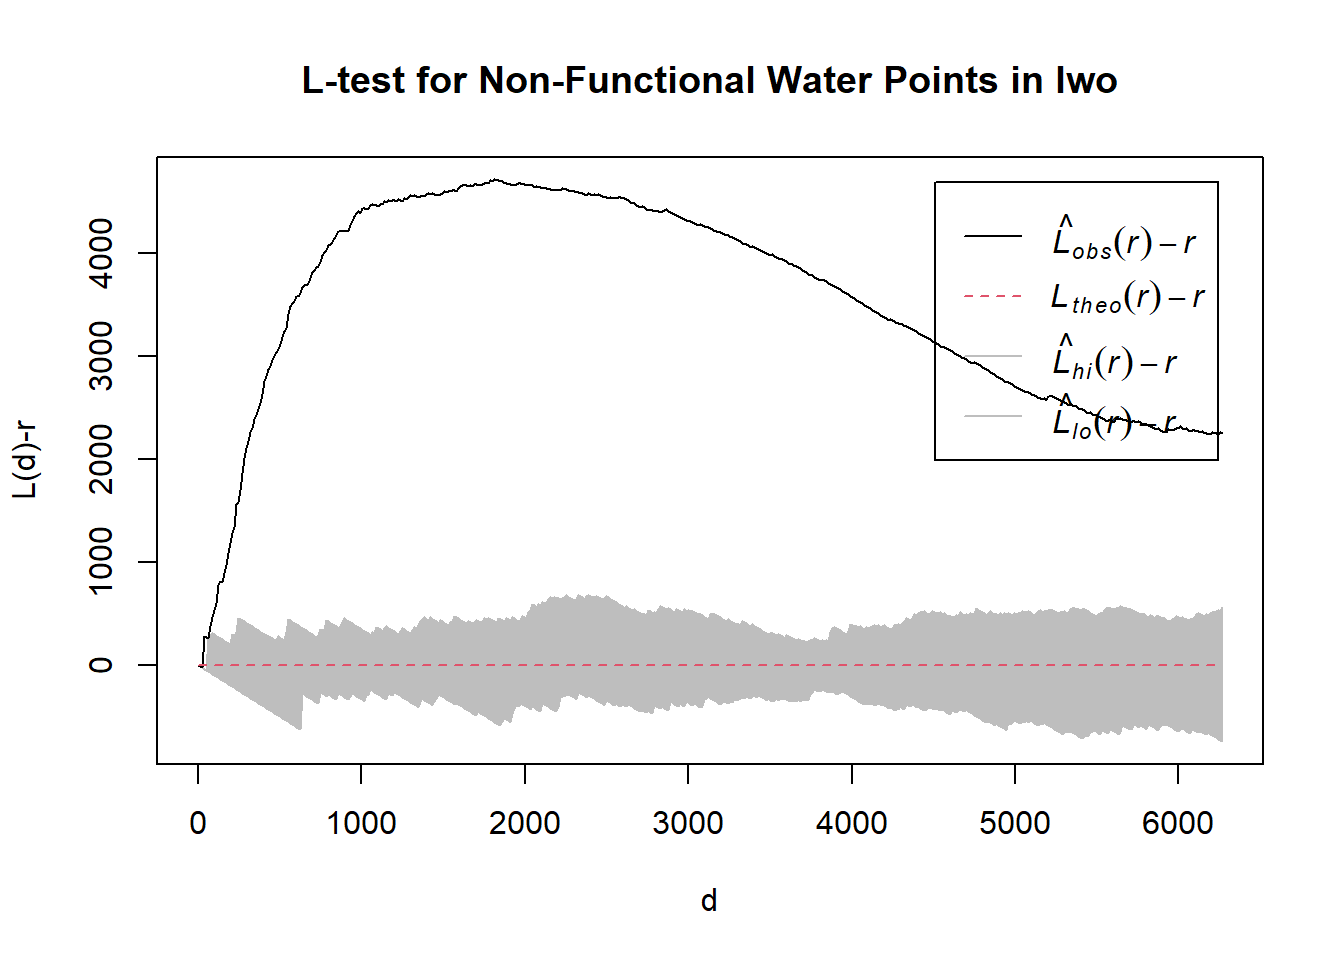 L-test for Non-Functional Water Points in Iwo
L(d)-r
4000
3000
2000
1000
0
L̂obs(r) − r
Ltheo(r) − r
L̂hi(r) − r
L̂lo(r) − r
0 1000 2000 3000 4000 5000 6000
d